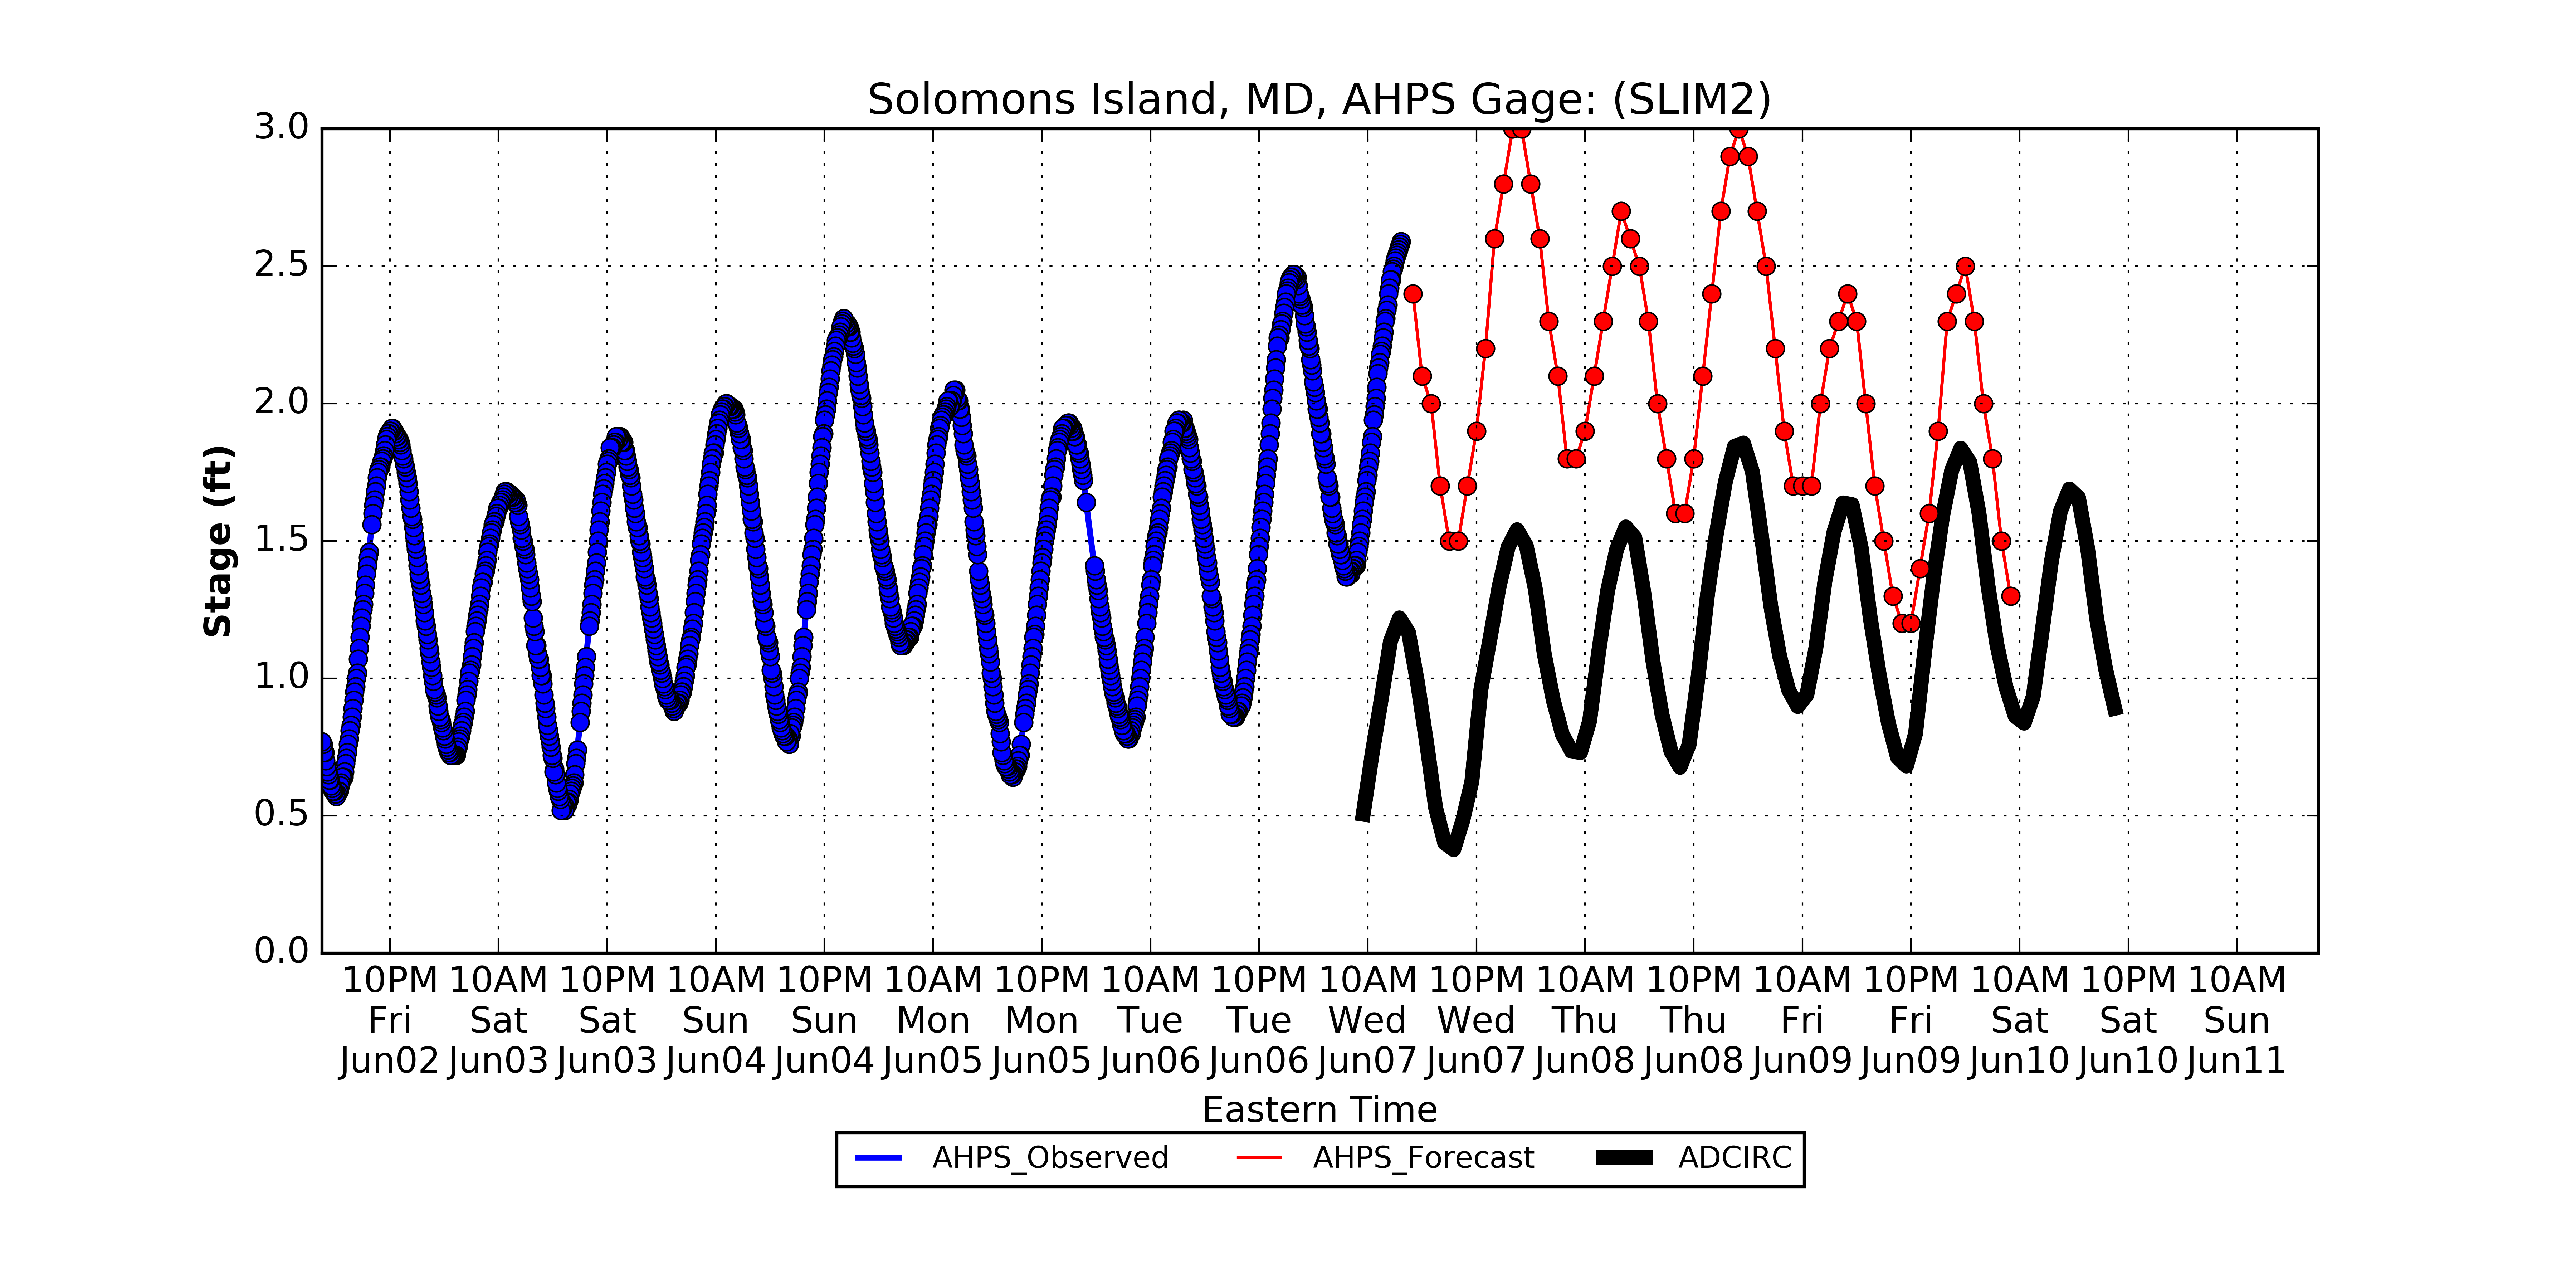 Solomons Island, MD, AHPS Gage: (SLIM2)
3.0
2.5
2.0
1.5
1.0
0.5
0.0
Stage (ft)
10PM 10AM 10PM 10AM 10PM 10AM 10PM 10AM 10PM 10AM 10PM 10AM 10PM 10AM 10PM 10AM 10PM 10AM
Fri Sat Sat Sun Sun Mon Mon Tue Tue Wed Wed Thu Thu Fri Fri Sat Sat Sun
Jun02 Jun03 Jun03 Jun04 Jun04 Jun05 Jun05 Jun06 Jun06 Jun07 Jun07 Jun08 Jun08 Jun09 Jun09 Jun10 Jun10 Jun11
Eastern Time
AHPS_Observed AHPS_Forecast ADCIRC